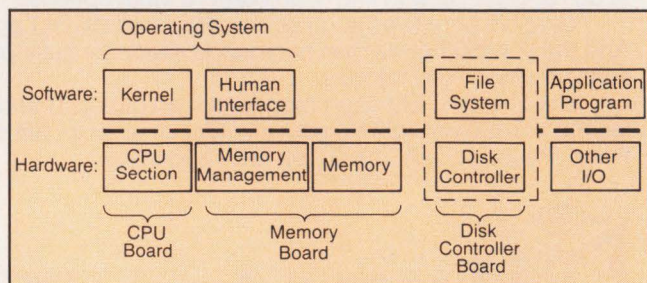 Operating System
Software:
Kernel
Human
Interface
File
System
Application
Program
Hardware:
CPU
Section
Memory
Management
Memory
Disk
Controller
Other
I/O
CPU
Board
Memory
Board
Disk
Controller
Board